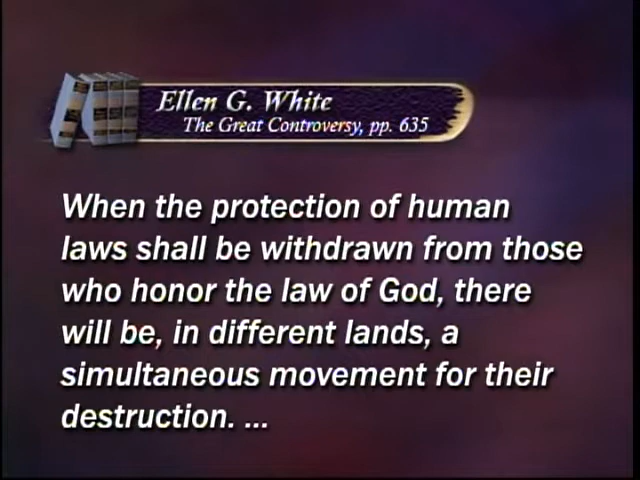 Ellen G. White
The Great Controversy, pp. 635
When the protection of human
laws shall be withdrawn from those
who honor the law of God, there
will be, in different lands, a
simultaneous movement for their
destruction. ...